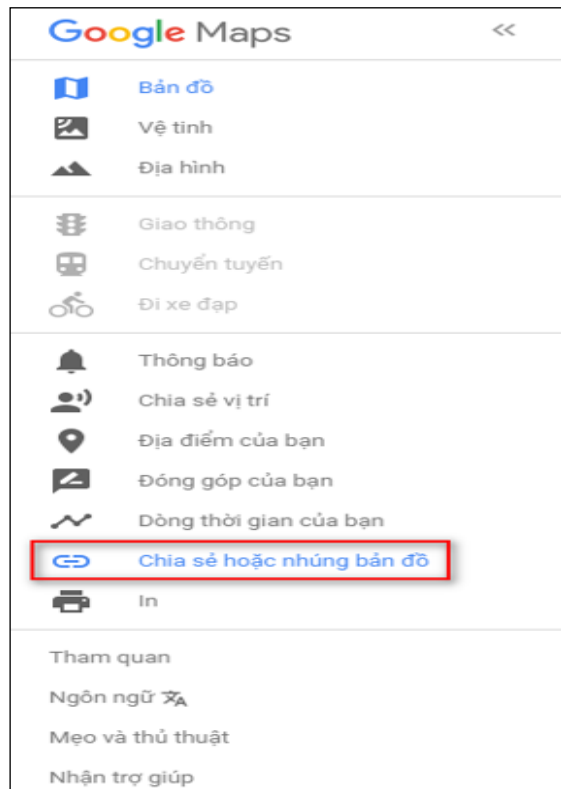 Google Maps
Bản đồ
Vệ tinh
Địa hình
Giao thông
Chuyển tuyến
Đi xe đạp
Thông báo
Chia sẻ vị trí
Địa điểm của bạn
Đóng góp của bạn
Dòng thời gian của bạn
Chia sẻ hoặc nhúng bản đồ
In
Tham quan
Ngôn ngữ
Mẹo và thủ thuật
Nhận trợ giúp